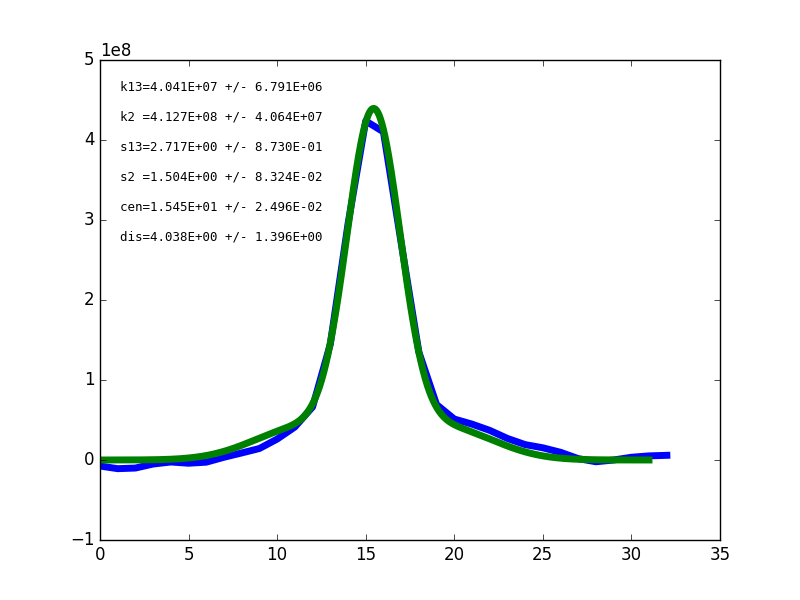 1e8
5
k13=4.041E+07 +/- 6.791E+06
k2 =4.127E+08 +/- 4.064E+07
4
s13=2.717E+00 +/- 8.730E-01
s2 =1.504E+00 +/- 8.324E-02
cen=1.545E+01 +/- 2.496E-02
3
dis=4.038E+00 +/- 1.396E+00
2
1
0
−1
0 5 10 15 20 25 30 35